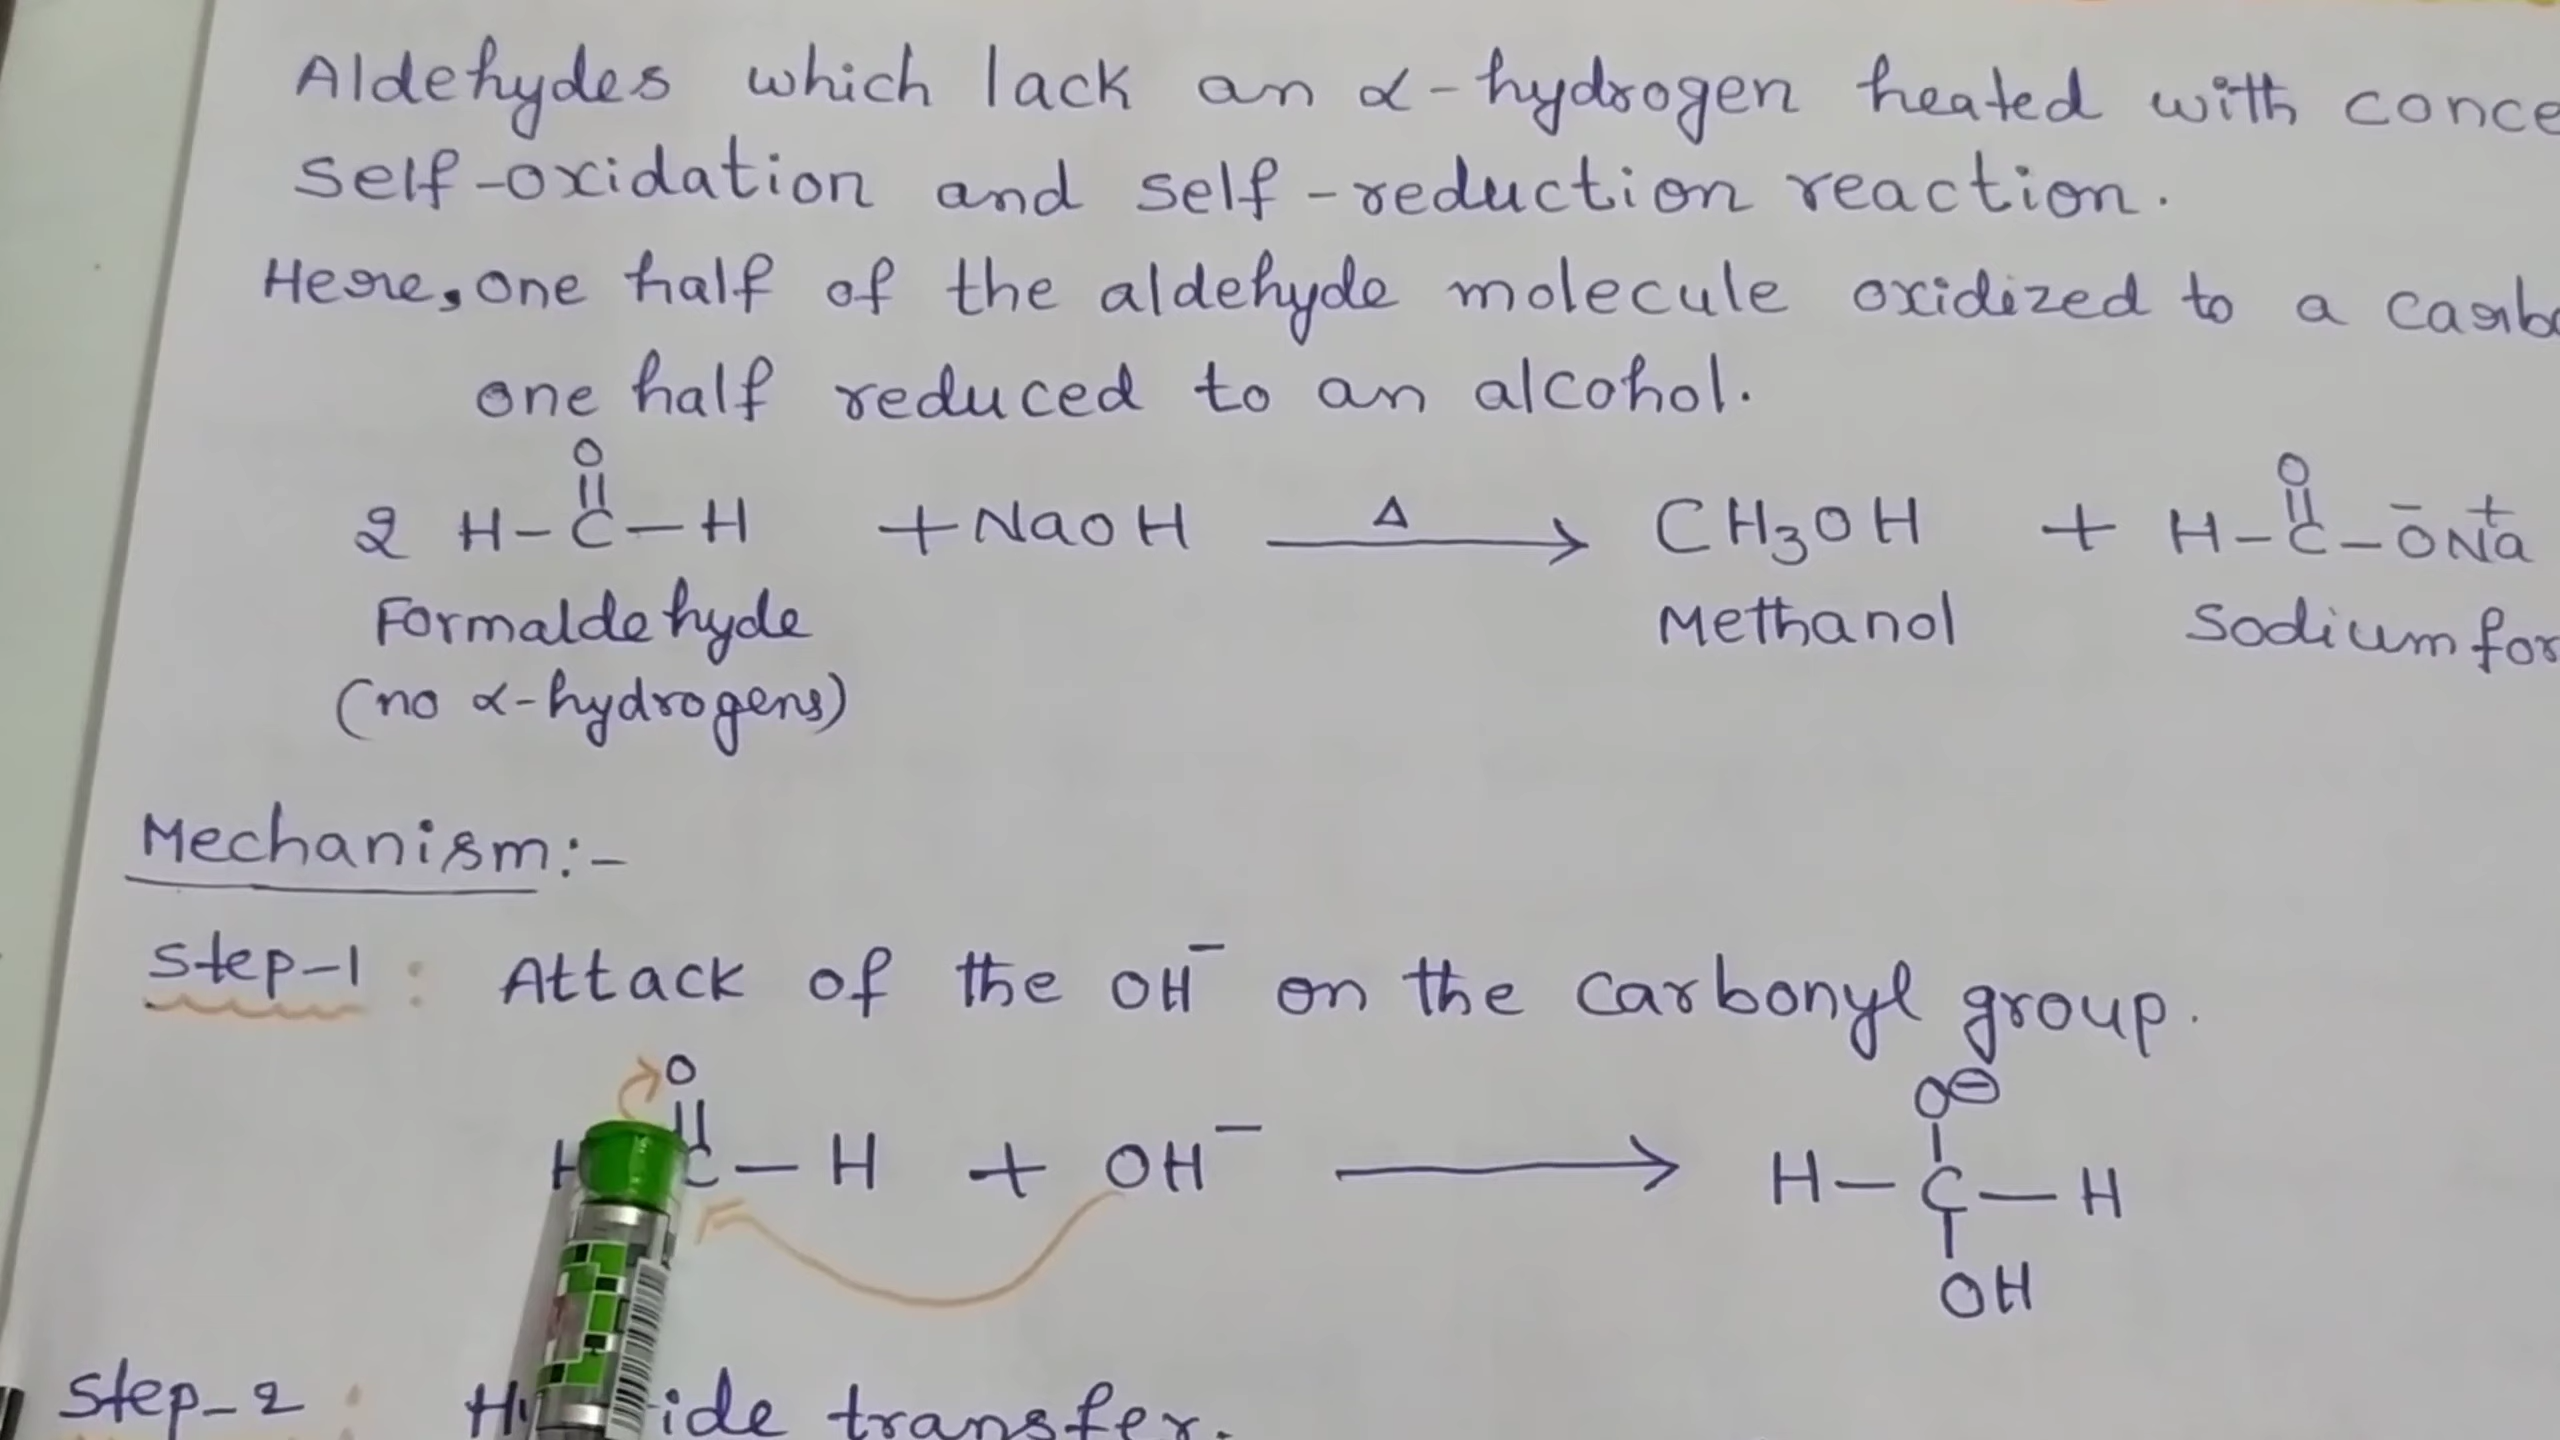 Aldehydes which lack an α-hydrogen heated with conce
self-oxidation and self-reduction reaction.
Here, one half of the aldehyde molecule oxidized to a carb
one half reduced to an alcohol.
O
2 H-C-H + NaOH Δ → CH3OH + H-C-ŌNa⁺
O
Formaldehyde Methanol Sodium for
(no α-hydrogens)
Mechanism:-
Step-1 : Attack of the OH⁻ on the carbonyl group.
O O⊖
C-H + OH⁻ → H-C-H
OH
Step-2 : transfer.